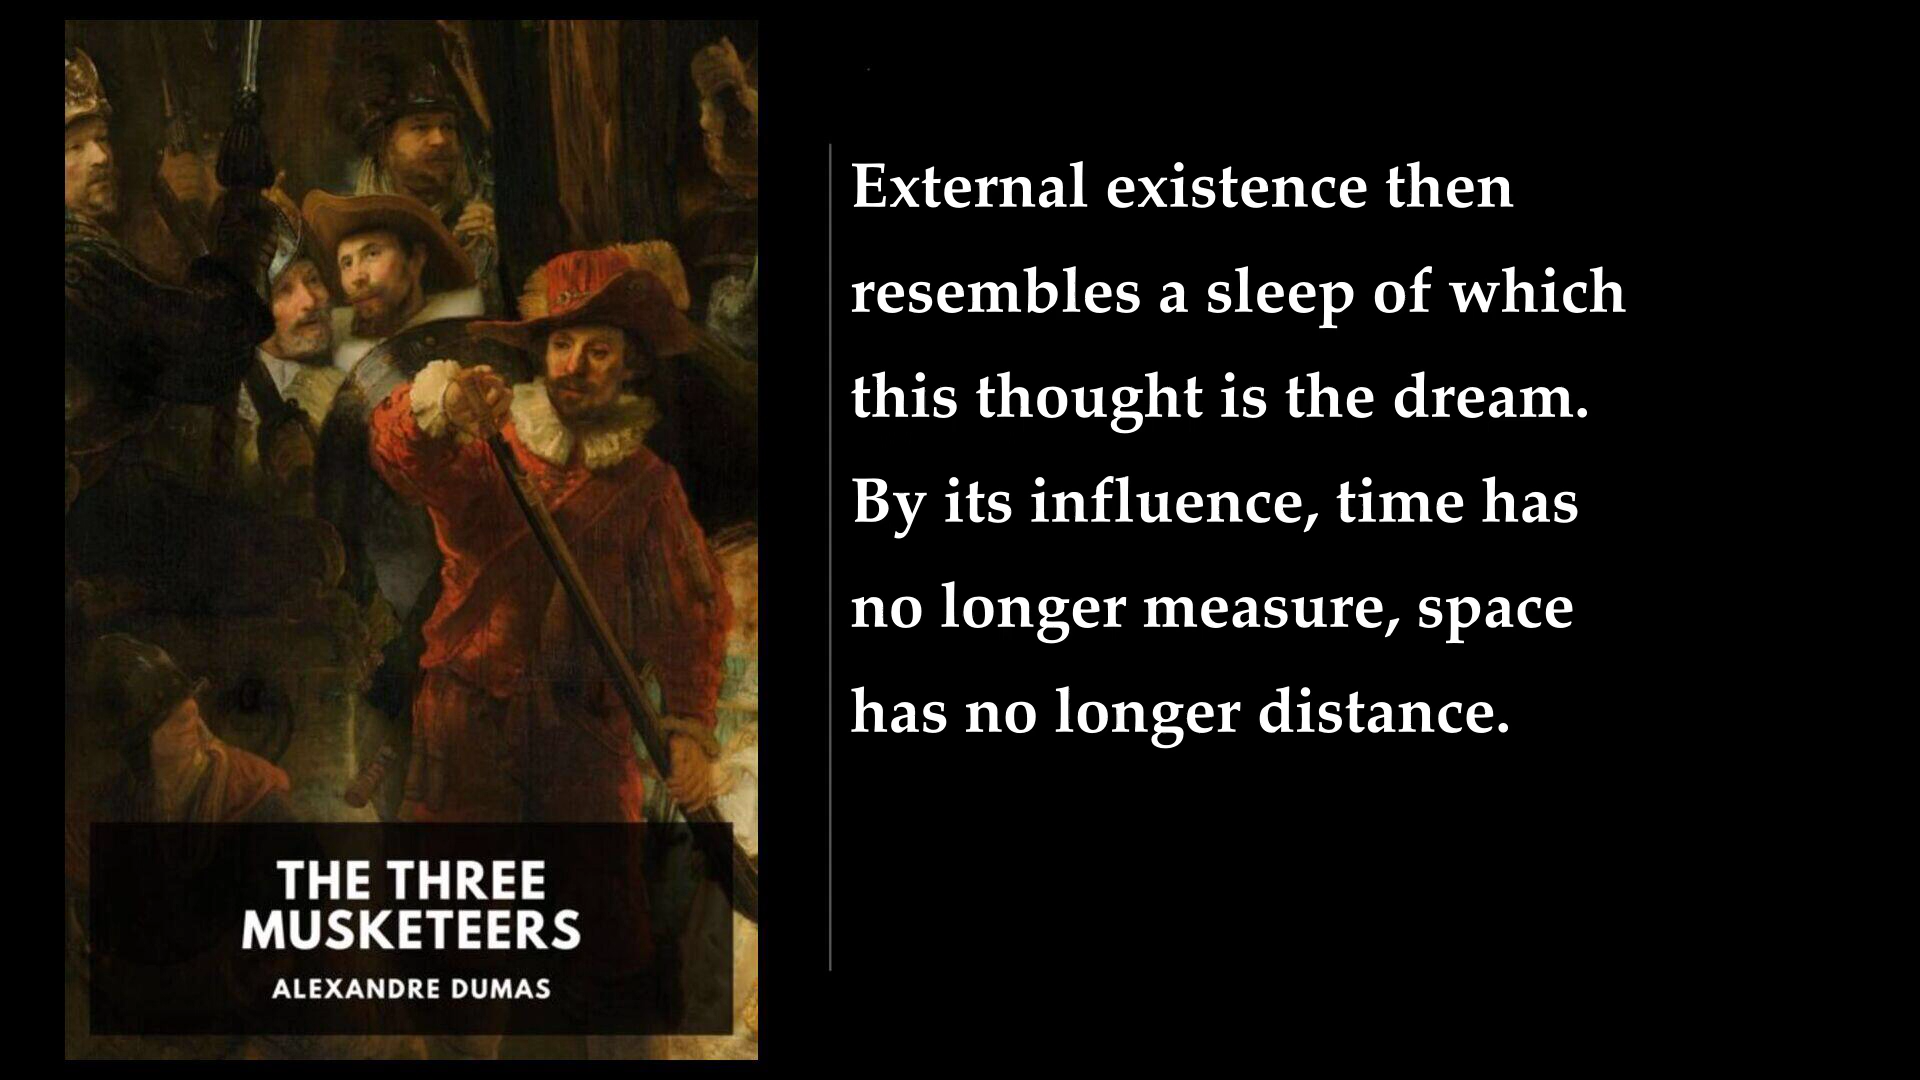 External existence then
resembles a sleep of which
this thought is the dream.
By its influence, time has
no longer measure, space
has no longer distance.
THE THREE
MUSKETEERS
ALEXANDRE DUMAS